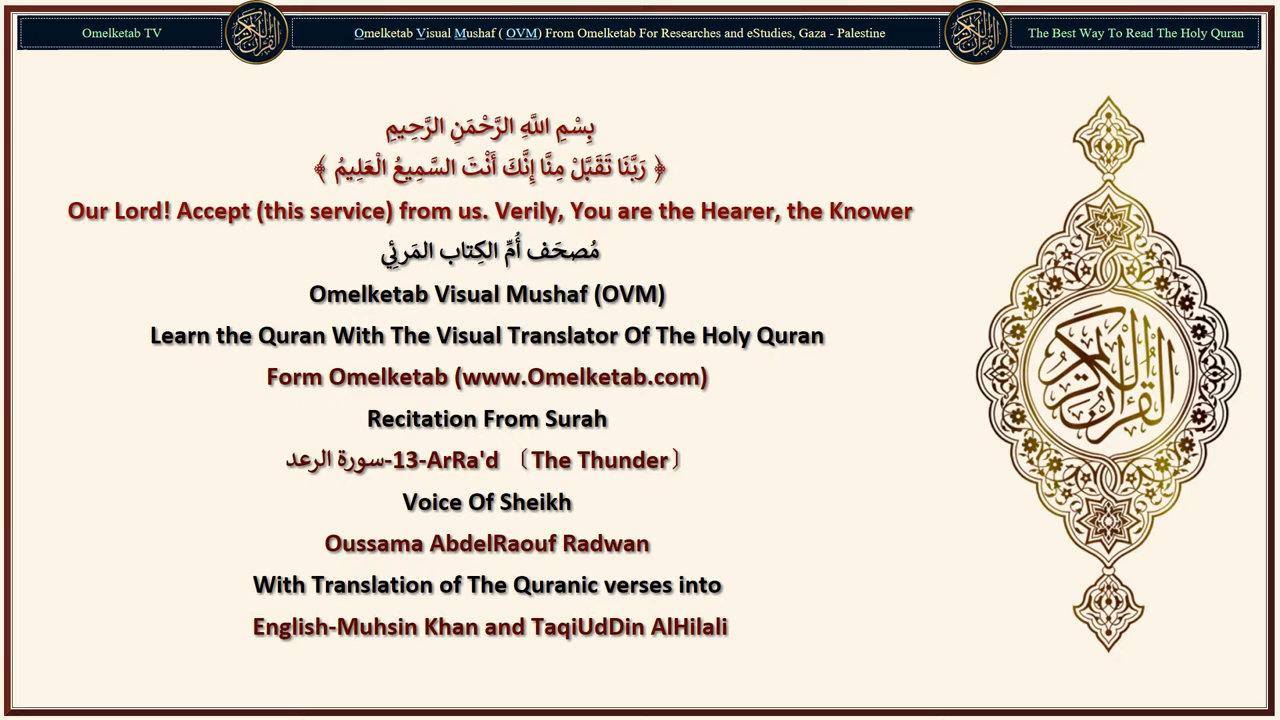 Omelketab TV
Omelketab Visual Mushaf ( OVM) From Omelketab For Researches and eStudies, Gaza - Palestine
The Best Way To Read The Holy Quran
بِسْمِ اللَّهِ الرَّحْمَنِ الرَّحِيمِ
﴿ رَبَّنَا تَقَبَّلْ مِنَّا إِنَّكَ أَنْتَ السَّمِيعُ الْعَلِيمُ ﴾
Our Lord! Accept (this service) from us. Verily, You are the Hearer, the Knower
مُصحَف أُمِّ الكِتاب المَرئِي
Omelketab Visual Mushaf (OVM)
Learn the Quran With The Visual Translator Of The Holy Quran
Form Omelketab (www.Omelketab.com)
Recitation From Surah
سورة الرعد-13-ArRa'd 〔The Thunder〕
Voice Of Sheikh
Oussama AbdelRaouf Radwan
With Translation of The Quranic verses into
English-Muhsin Khan and TaqiUdDin AlHilali
القرآن الكريم